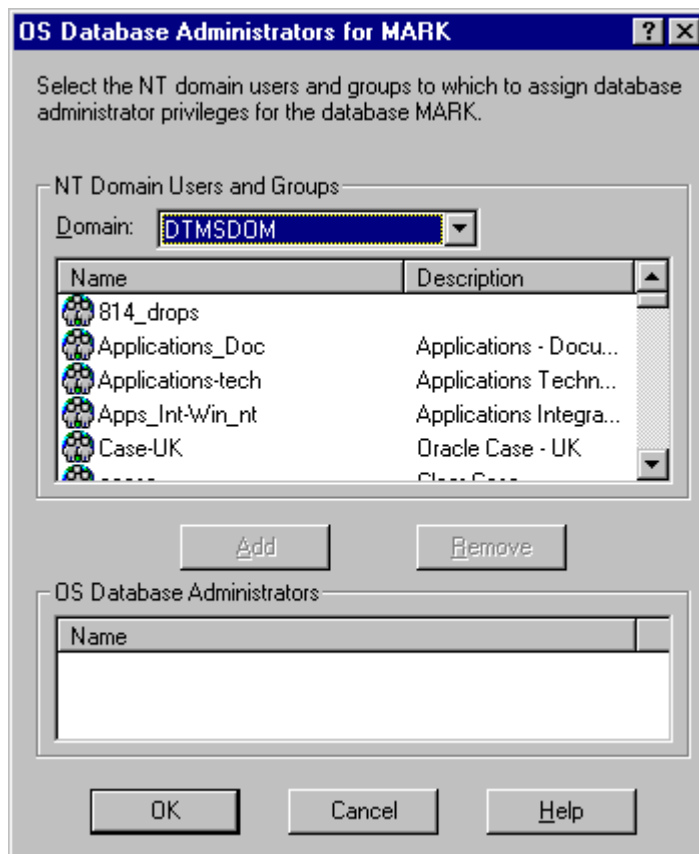 OS Database Administrators for MARK
Select the NT domain users and groups to which to assign database
administrator privileges for the database MARK.
NT Domain Users and Groups
Domain: DTMSDOM
Name Description
814_drops
Applications_Doc Applications - Docu...
Applications-tech Applications Techn...
Apps_Int-Win_nt Applications Integra...
Case-UK Oracle Case - UK
Add Remove
OS Database Administrators
Name
OK Cancel Help